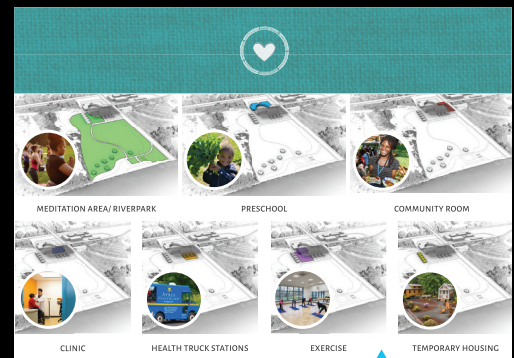 MEDITATION AREA/ RIVERPARK
PRESCHOOL
COMMUNITY ROOM
CLINIC
HEALTH TRUCK STATIONS
EXERCISE
TEMPORARY HOUSING